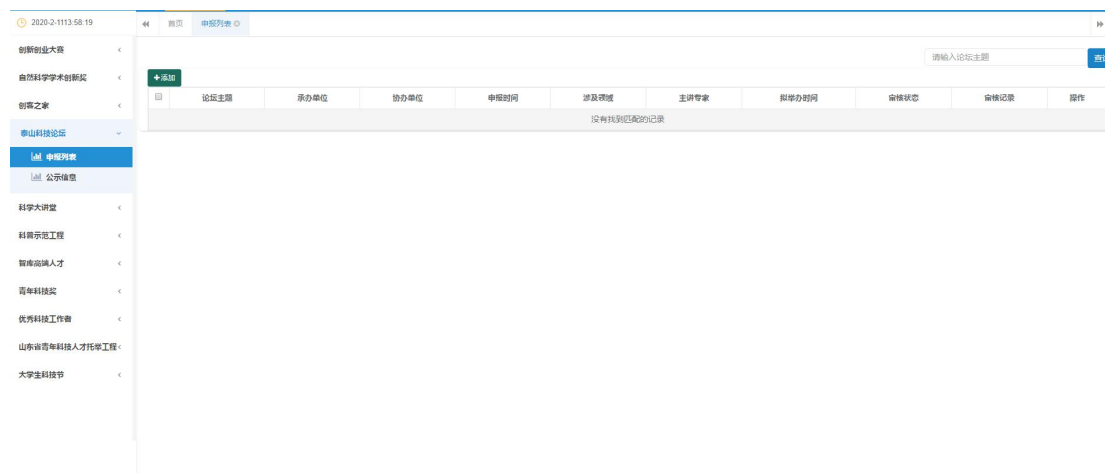 2020-2-1113:58:19
首页 申报列表
创新创业大赛
自然科学学术创新奖
创客之家
泰山科技论坛
申报列表
公示信息
科学大讲堂
科普示范工程
智库高端人才
青年科技奖
优秀科技工作者
山东省青年科技人才托举工程
大学生科技节
请输入论坛主题
+添加
论坛主题 承办单位 协办单位 申报时间 涉及领域 主讲专家 拟举办时间 审核状态 审核记录 操作
没有找到匹配的记录